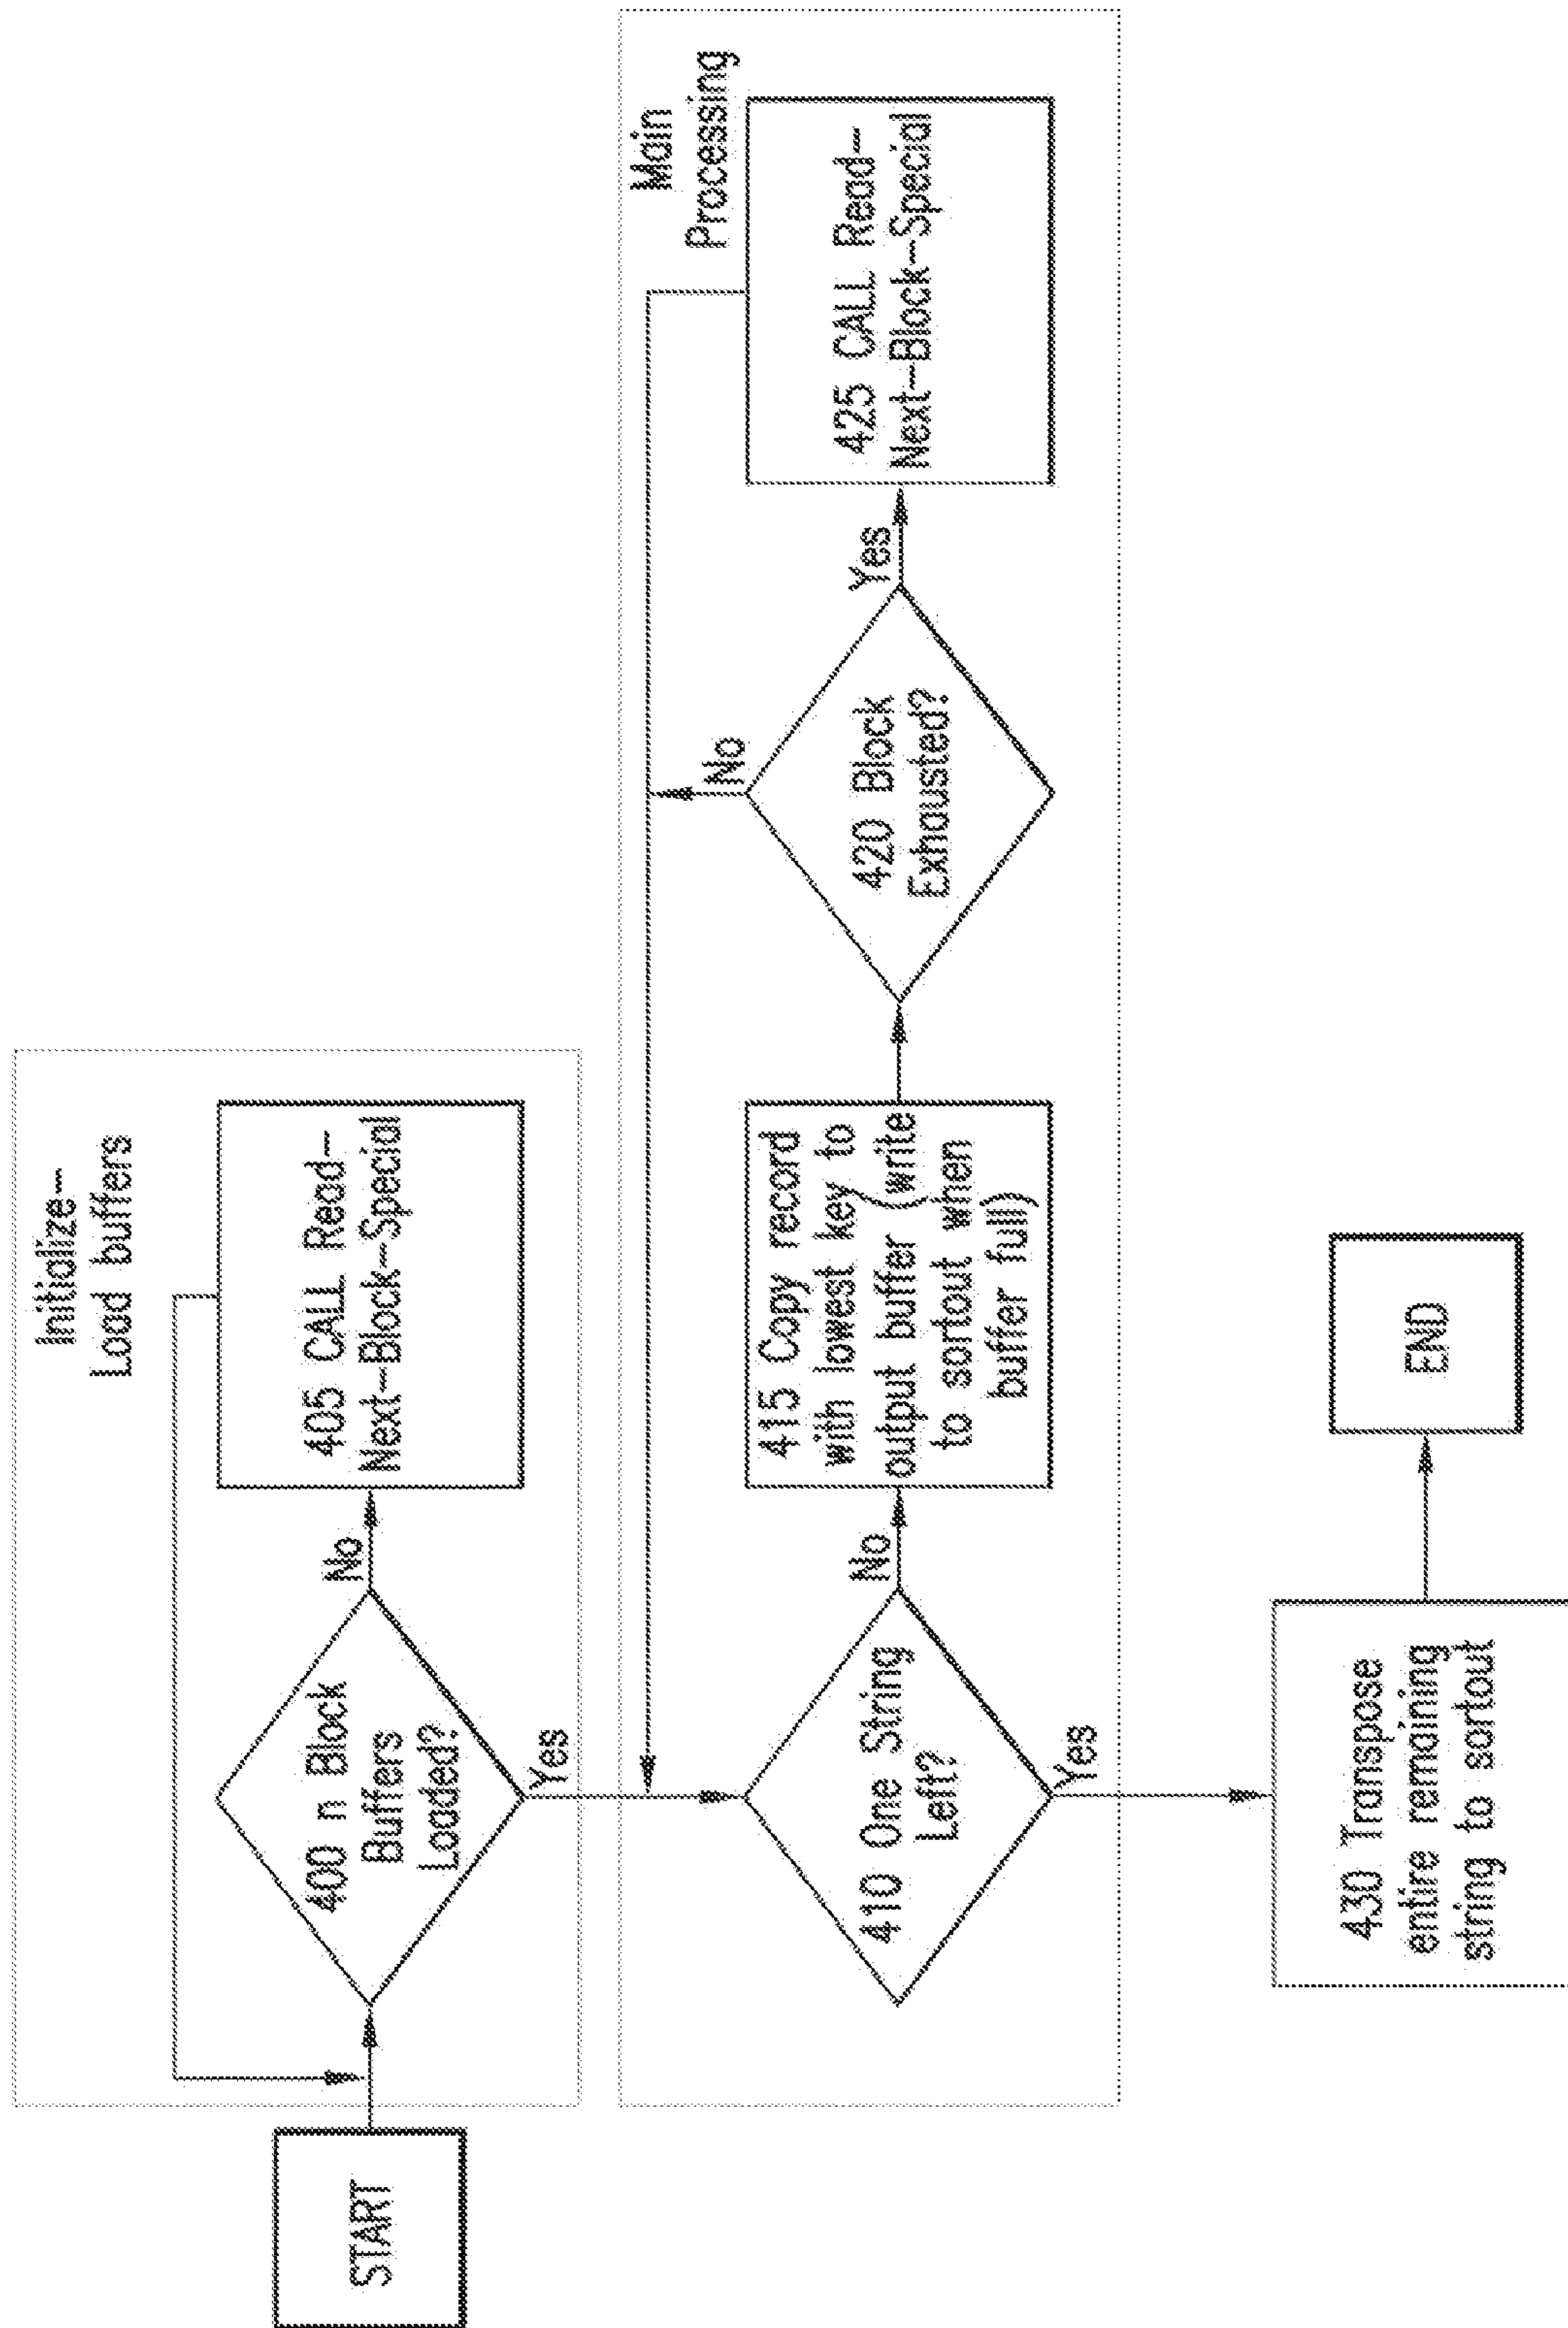 Initialize-
Load buffers
START
400 n Block
Buffers
Loaded?
No
Yes
405 CALL Read-
Next-Block-Special
Main
Processing
410 One String
Left?
No
Yes
415 Copy record
with lowest key to
output buffer (write
to sortout when
buffer full)
420 Block
Exhausted?
No
Yes
425 CALL Read-
Next-Block-Special
430 Transpose
entire remaining
string to sortout
END